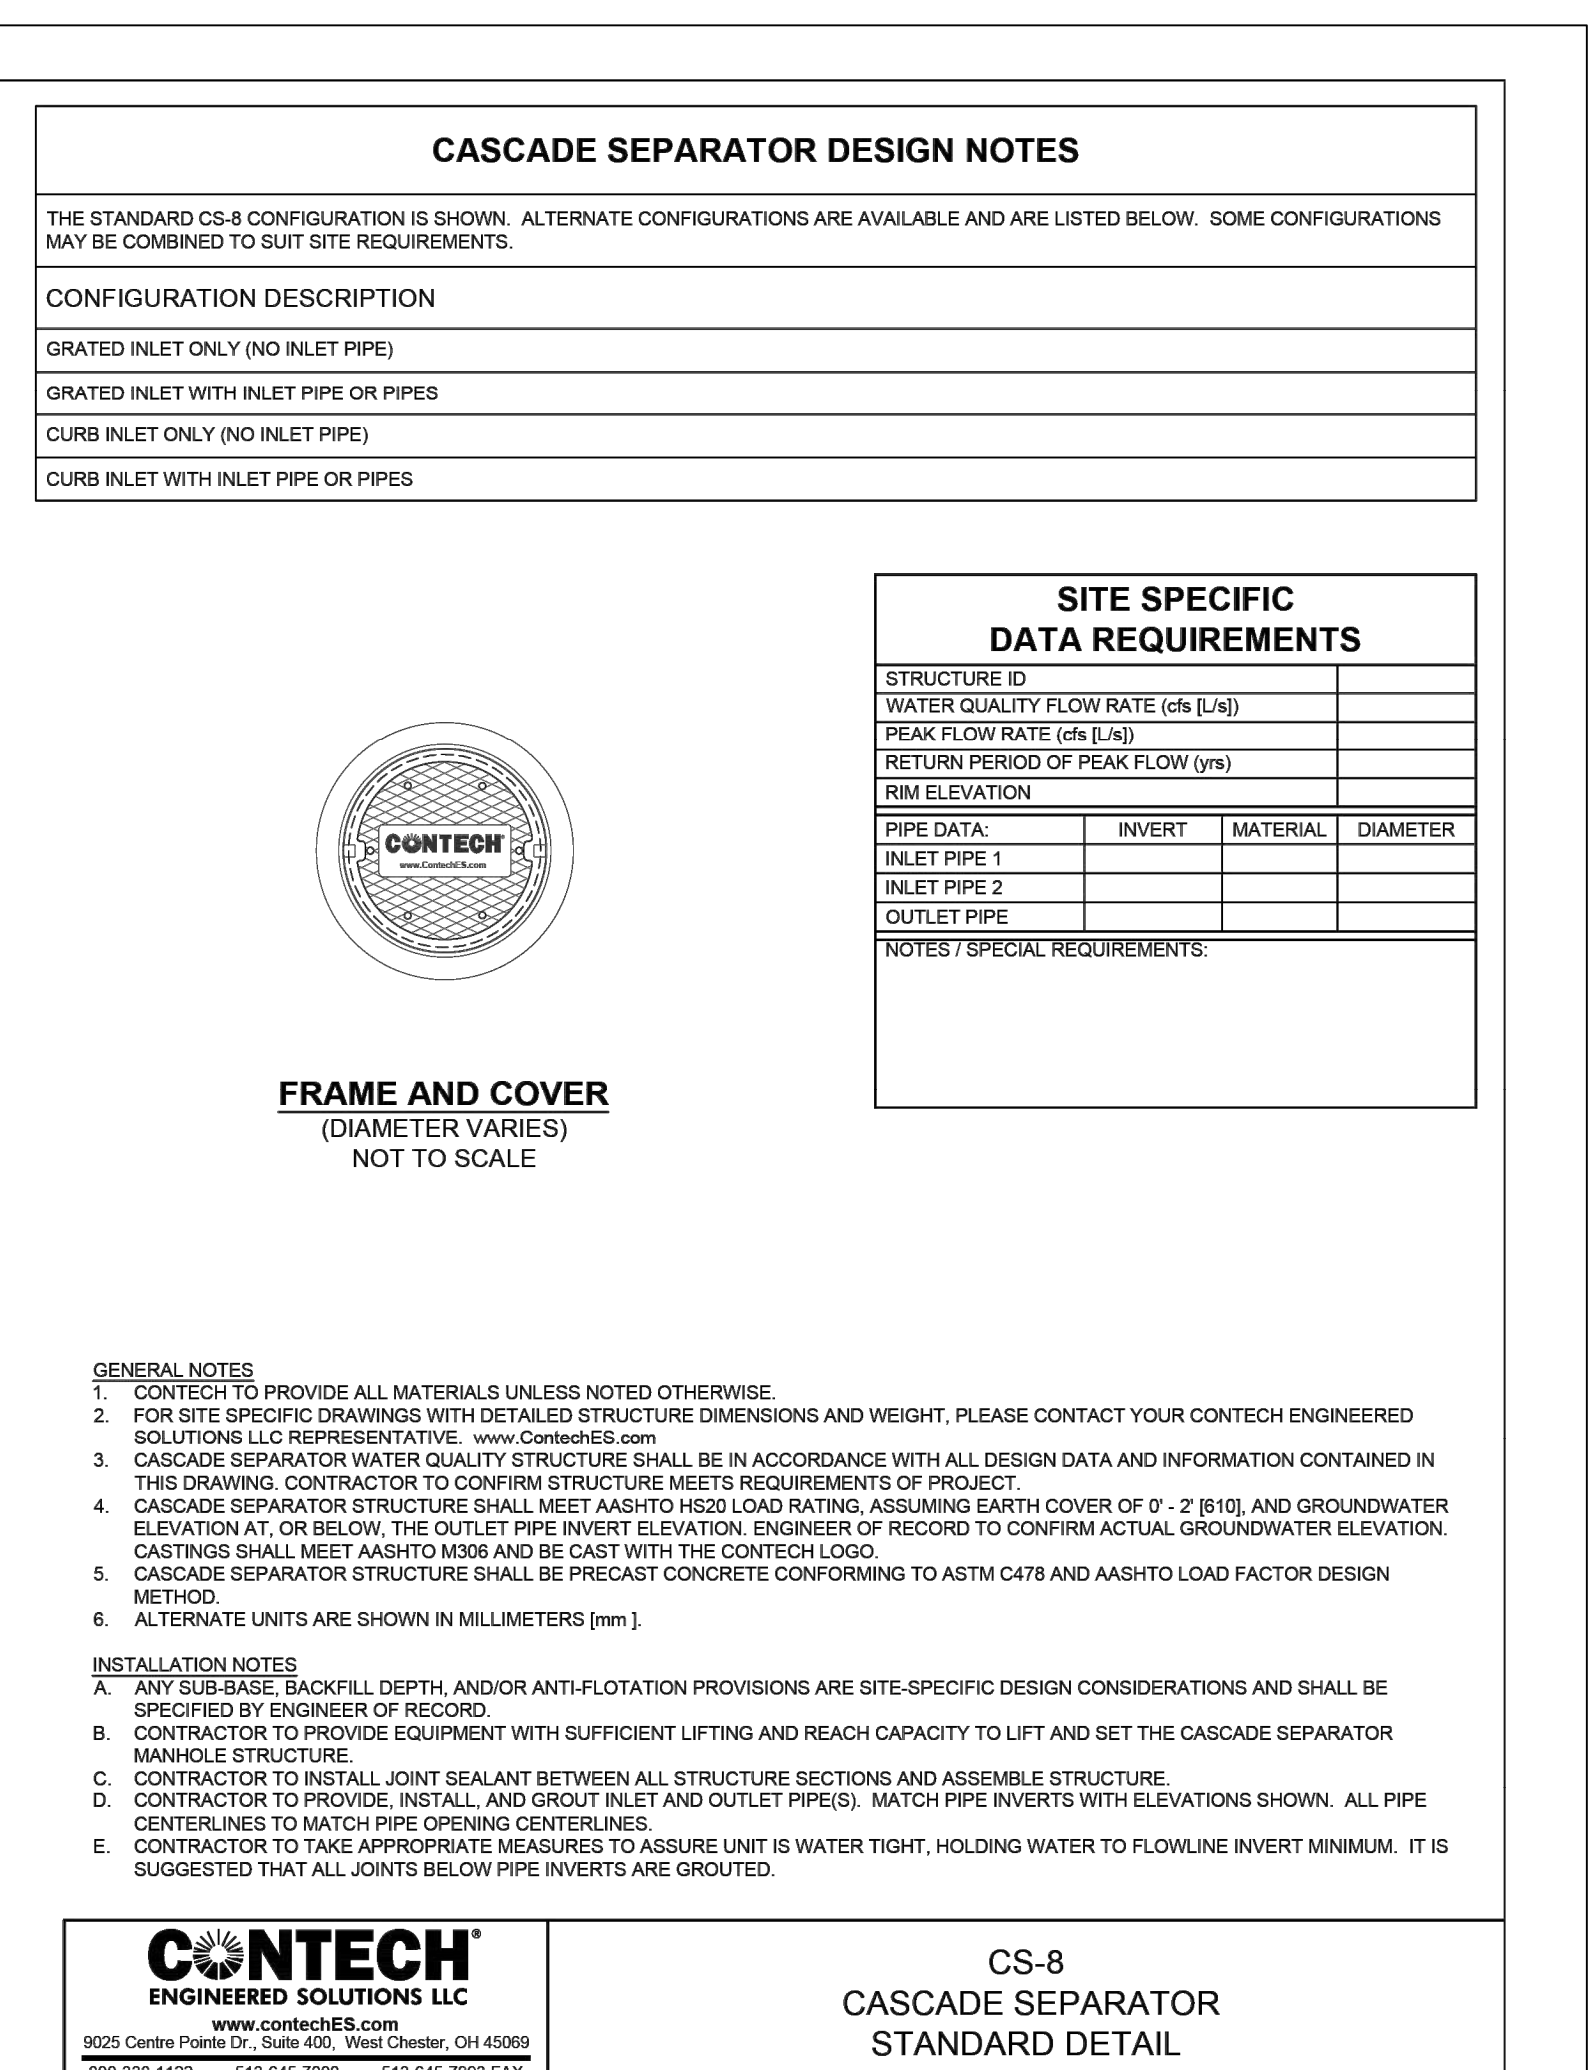 CASCADE SEPARATOR DESIGN NOTES
THE STANDARD CS-8 CONFIGURATION IS SHOWN. ALTERNATE CONFIGURATIONS ARE AVAILABLE AND ARE LISTED BELOW. SOME CONFIGURATIONS
MAY BE COMBINED TO SUIT SITE REQUIREMENTS.
CONFIGURATION DESCRIPTION
GRATED INLET ONLY (NO INLET PIPE)
GRATED INLET WITH INLET PIPE OR PIPES
CURB INLET ONLY (NO INLET PIPE)
CURB INLET WITH INLET PIPE OR PIPES
CONTECH®
www.ContechES.com
FRAME AND COVER
(DIAMETER VARIES)
NOT TO SCALE
SITE SPECIFIC
DATA REQUIREMENTS
STRUCTURE ID
WATER QUALITY FLOW RATE (cfs [L/s])
PEAK FLOW RATE (cfs [L/s])
RETURN PERIOD OF PEAK FLOW (yrs)
RIM ELEVATION
PIPE DATA: INVERT MATERIAL DIAMETER
INLET PIPE 1
INLET PIPE 2
OUTLET PIPE
NOTES / SPECIAL REQUIREMENTS:
GENERAL NOTES
1. CONTECH TO PROVIDE ALL MATERIALS UNLESS NOTED OTHERWISE.
2. FOR SITE SPECIFIC DRAWINGS WITH DETAILED STRUCTURE DIMENSIONS AND WEIGHT, PLEASE CONTACT YOUR CONTECH ENGINEERED
SOLUTIONS LLC REPRESENTATIVE. www.ContechES.com
3. CASCADE SEPARATOR WATER QUALITY STRUCTURE SHALL BE IN ACCORDANCE WITH ALL DESIGN DATA AND INFORMATION CONTAINED IN
THIS DRAWING. CONTRACTOR TO CONFIRM STRUCTURE MEETS REQUIREMENTS OF PROJECT.
4. CASCADE SEPARATOR STRUCTURE SHALL MEET AASHTO HS20 LOAD RATING, ASSUMING EARTH COVER OF 0' - 2' [610], AND GROUNDWATER
ELEVATION AT, OR BELOW, THE OUTLET PIPE INVERT ELEVATION. ENGINEER OF RECORD TO CONFIRM ACTUAL GROUNDWATER ELEVATION.
CASTINGS SHALL MEET AASHTO M306 AND BE CAST WITH THE CONTECH LOGO.
5. CASCADE SEPARATOR STRUCTURE SHALL BE PRECAST CONCRETE CONFORMING TO ASTM C478 AND AASHTO LOAD FACTOR DESIGN
METHOD.
6. ALTERNATE UNITS ARE SHOWN IN MILLIMETERS [mm ].
INSTALLATION NOTES
A. ANY SUB-BASE, BACKFILL DEPTH, AND/OR ANTI-FLOTATION PROVISIONS ARE SITE-SPECIFIC DESIGN CONSIDERATIONS AND SHALL BE
SPECIFIED BY ENGINEER OF RECORD.
B. CONTRACTOR TO PROVIDE EQUIPMENT WITH SUFFICIENT LIFTING AND REACH CAPACITY TO LIFT AND SET THE CASCADE SEPARATOR
MANHOLE STRUCTURE.
C. CONTRACTOR TO INSTALL JOINT SEALANT BETWEEN ALL STRUCTURE SECTIONS AND ASSEMBLE STRUCTURE.
D. CONTRACTOR TO PROVIDE, INSTALL, AND GROUT INLET AND OUTLET PIPE(S). MATCH PIPE INVERTS WITH ELEVATIONS SHOWN. ALL PIPE
CENTERLINES TO MATCH PIPE OPENING CENTERLINES.
E. CONTRACTOR TO TAKE APPROPRIATE MEASURES TO ASSURE UNIT IS WATER TIGHT, HOLDING WATER TO FLOWLINE INVERT MINIMUM. IT IS
SUGGESTED THAT ALL JOINTS BELOW PIPE INVERTS ARE GROUTED.
CONTECH®
ENGINEERED SOLUTIONS LLC
www.contechES.com
9025 Centre Pointe Dr., Suite 400, West Chester, OH 45069
CS-8
CASCADE SEPARATOR
STANDARD DETAIL